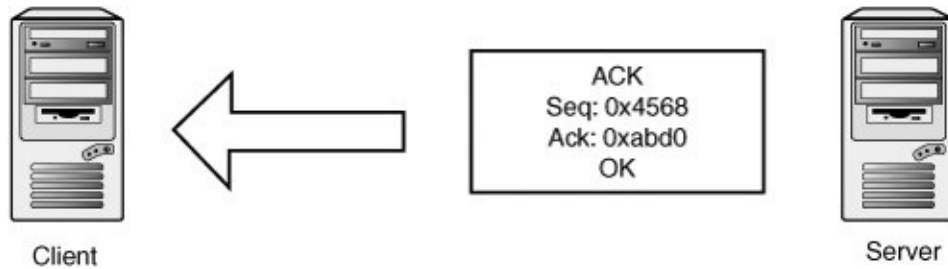 ACK
Seq: 0x4568
Ack: 0xabd0
OK
Client
Server